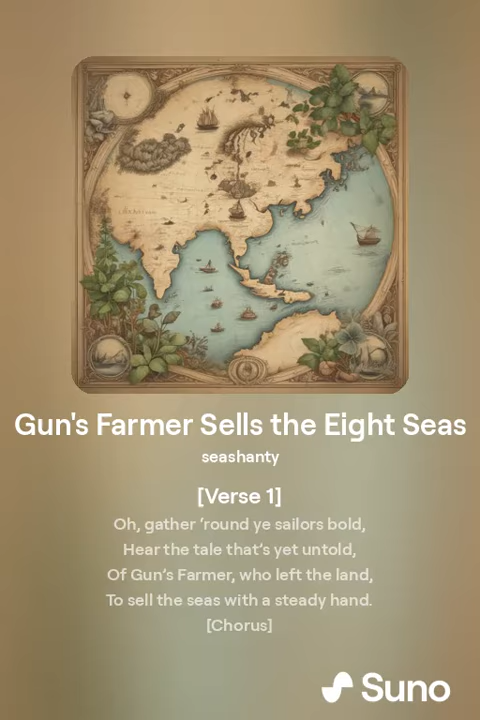 Gun's Farmer Sells the Eight Seas
seashanty
[Verse 1]
Oh, gather ‘round ye sailors bold,
Hear the tale that’s yet untold,
Of Gun’s Farmer, who left the land,
To sell the seas with a steady hand.
[Chorus]
Suno